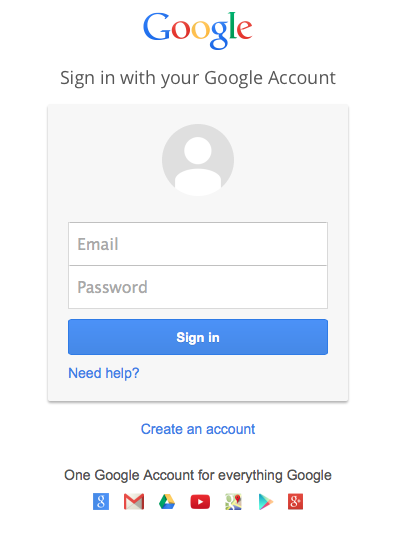 Google
Sign in with your Google Account
Email
Password
Sign in
Need help?
Create an account
One Google Account for everything Google